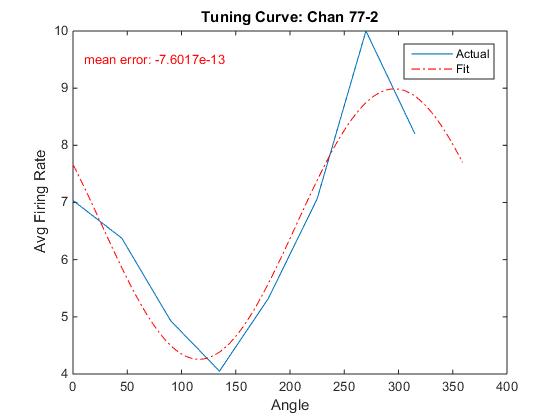 Tuning Curve: Chan 77-2
mean error: -7.6017e-13
Actual
Fit
Avg Firing Rate
10
9
8
7
6
5
4
0 50 100 150 200 250 300 350 400
Angle